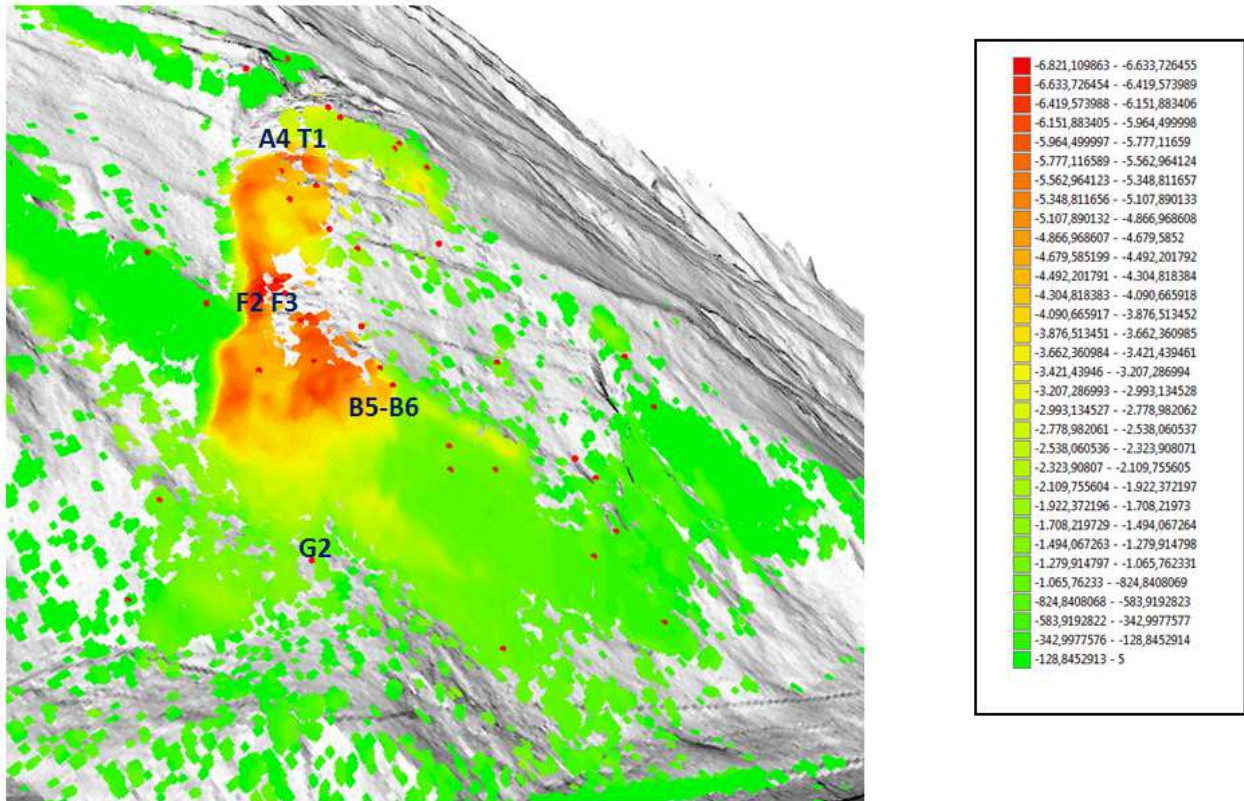 A4 T1
F2 F3
B5-B6
G2
-6.821,109863 - -6.633,726455
-6.633,726454 - -6.419,573989
-6.419,573988 - -6.151,883406
-6.151,883405 - -5.964,499998
-5.964,499997 - -5.777,11659
-5.777,116589 - -5.562,964124
-5.562,964123 - -5.348,811657
-5.348,811656 - -5.107,890133
-5.107,890132 - -4.866,968608
-4.866,968607 - -4.679,5852
-4.679,585199 - -4.492,201792
-4.492,201791 - -4.304,818384
-4.304,818383 - -4.090,665918
-4.090,665917 - -3.876,513452
-3.876,513451 - -3.662,360985
-3.662,360984 - -3.421,439461
-3.421,43946 - -3.207,286994
-3.207,286993 - -2.993,134528
-2.993,134527 - -2.778,982062
-2.778,982061 - -2.538,060537
-2.538,060536 - -2.323,908071
-2.323,90807 - -2.109,755605
-2.109,755604 - -1.922,372197
-1.922,372196 - -1.708,21973
-1.708,219729 - -1.494,067264
-1.494,067263 - -1.279,914798
-1.279,914797 - -1.065,762331
-1.065,76233 - -824,8408069
-824,8408068 - -583,9192823
-583,9192822 - -342,9977577
-342,9977576 - -128,8452914
-128,8452913 - 5